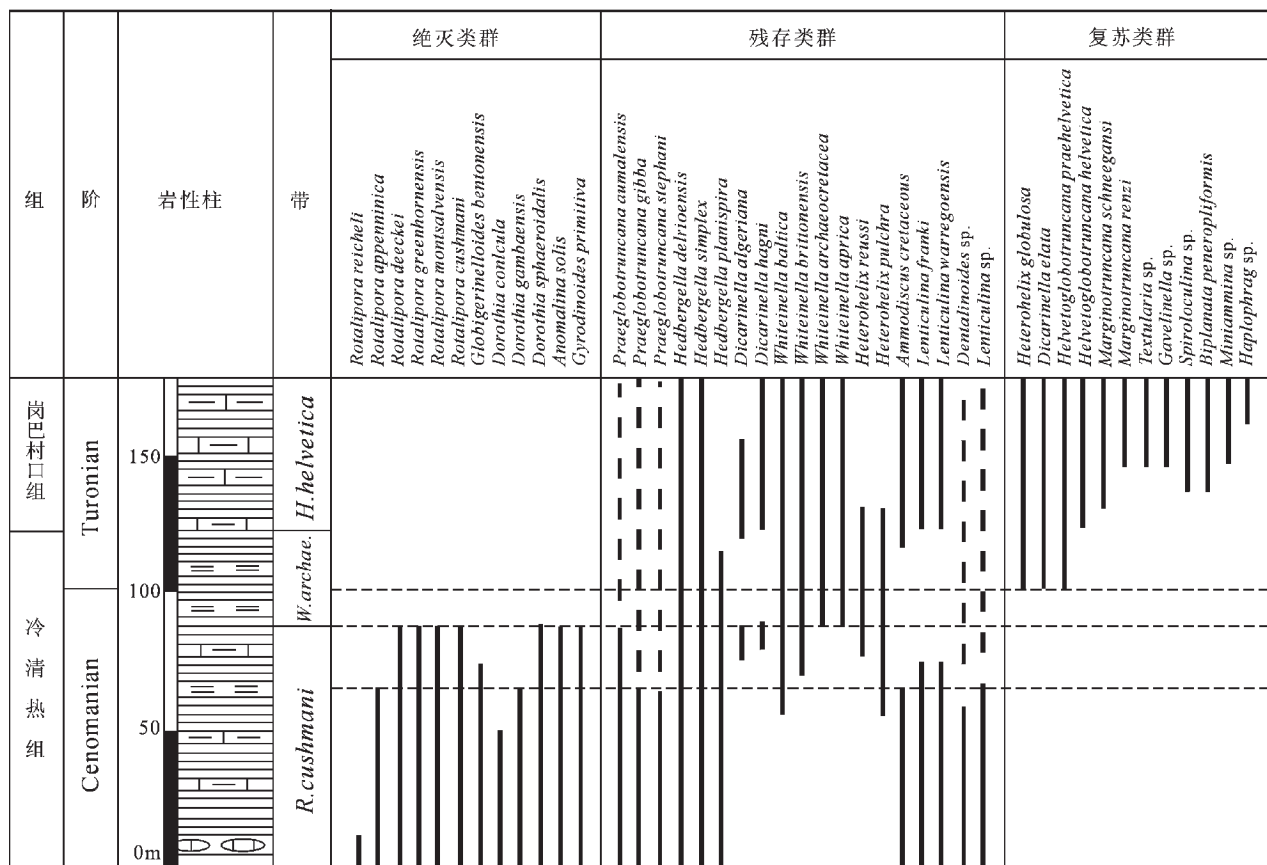 绝灭类群
残存类群
复苏类群
组
阶
岩性柱
带
Rotalipora reicheli
Rotalipora appenminica
Rotalipora deeckei
Rotalipora greenhornensis
Rotalipora montsalvensis
Rotalipora cushmani
Globigerimelloides bentonensis
Dorothia conlcula
Dorothia gambaensis
Dorothia sphaeroidalis
Anomalina solis
Gyrodinoides primitiva
Praeglobotruncana aumalensis
Praeglobotruncana gibba
Praeglobotruncana stephani
Hedbergella delrioensis
Hedbergella simplex
Hedbergella planispira
Dicarinella algeriana
Dicarinella hagni
Whiteinella baltica
Whiteinella brittonensis
Whiteinella archaeocretacea
Whiteinella aprica
Heterohelix reussi
Heterohelix pulchra
Ammodiscus cretaceous
Lenticulina franki
Lenticulina warregoensis
Dentalinoides sp.
Lenticulina sp.
Heterohelix globulosa
Dicarinella elata
Helvetoglobotruncana praehelvetica
Helvetoglobotruncana helvetica
Marginotruncana schneegansi
Marginotruncana renzi
Textularia sp.
Gavelinella sp.
Spiroloculina sp.
Biplanata peneropliformis
Miniammina sp.
Haplophrag sp.
岗巴村口组
冷清热组
Turonian
Cenomanian
150
100
50
0m
H.helvetica
W.archae.
R.cushmani